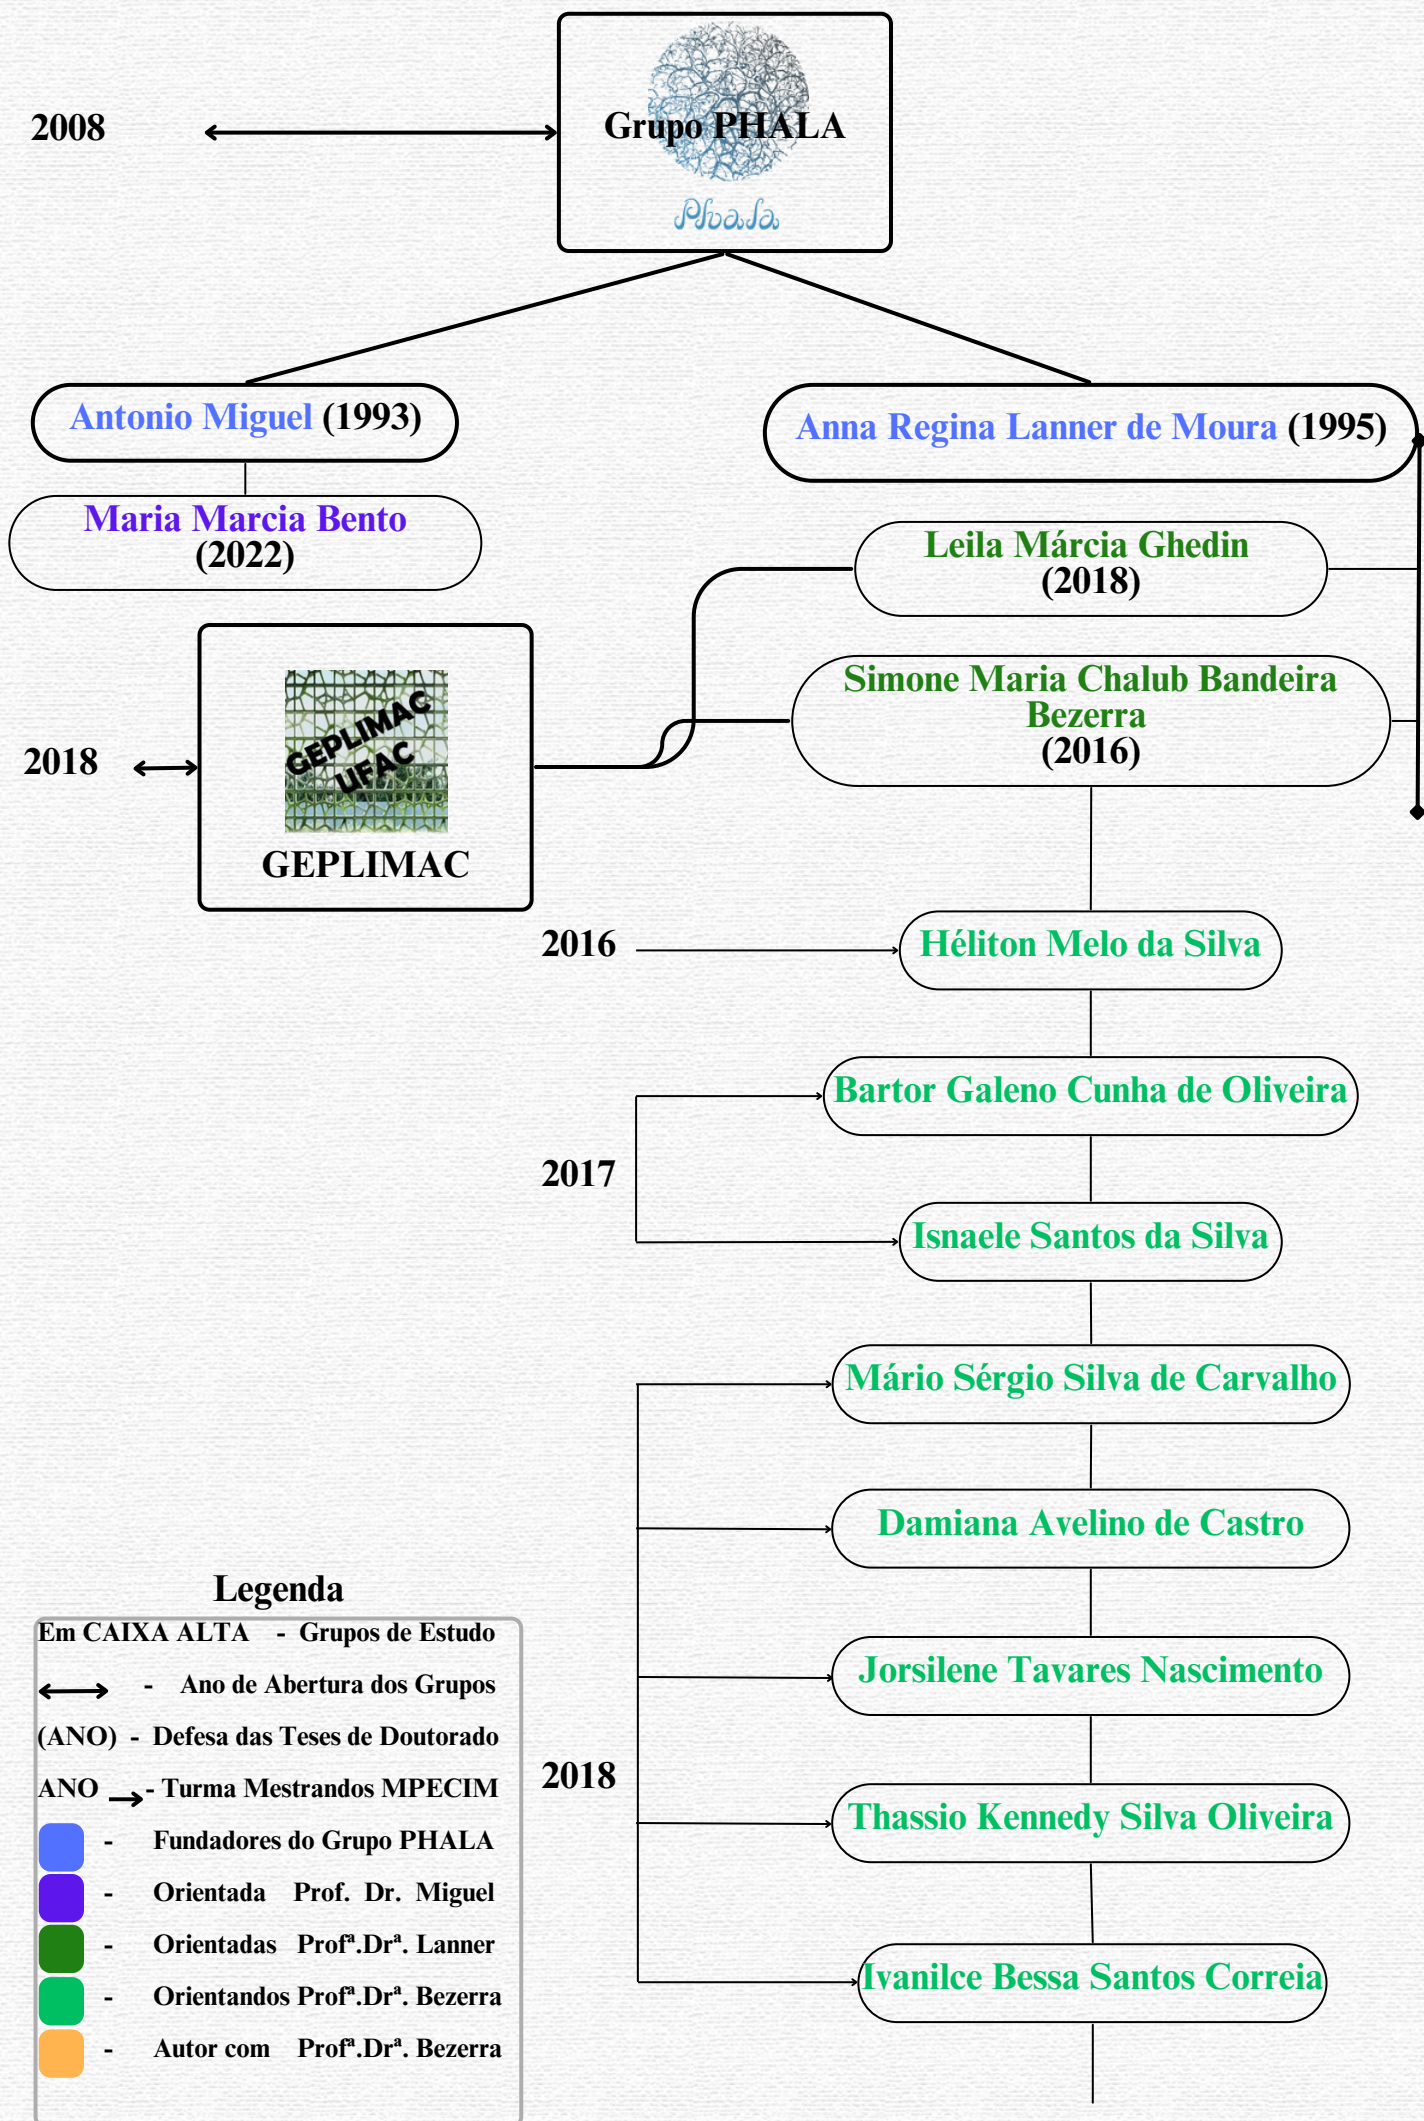 2008
Grupo PHALA
Phala
Antonio Miguel (1993)
Anna Regina Lanner de Moura (1995)
Maria Marcia Bento
(2022)
Leila Márcia Ghedin
(2018)
Simone Maria Chalub Bandeira
Bezerra
(2016)
2018
GEPLIMAC
UFAC
GEPLIMAC
2016
Héliton Melo da Silva
Bartor Galeno Cunha de Oliveira
2017
Isnaele Santos da Silva
Mário Sérgio Silva de Carvalho
Damiana Avelino de Castro
Jorsilene Tavares Nascimento
2018
Thassio Kennedy Silva Oliveira
Ivanilce Bessa Santos Correia
Legenda
Em CAIXA ALTA - Grupos de Estudo
- Ano de Abertura dos Grupos
(ANO) - Defesa das Teses de Doutorado
ANO - Turma Mestrandos MPECIM
- Fundadores do Grupo PHALA
- Orientada Prof. Dr. Miguel
- Orientadas Profª.Drª. Lanner
- Orientandos Profª.Drª. Bezerra
- Autor com Profª.Drª. Bezerra